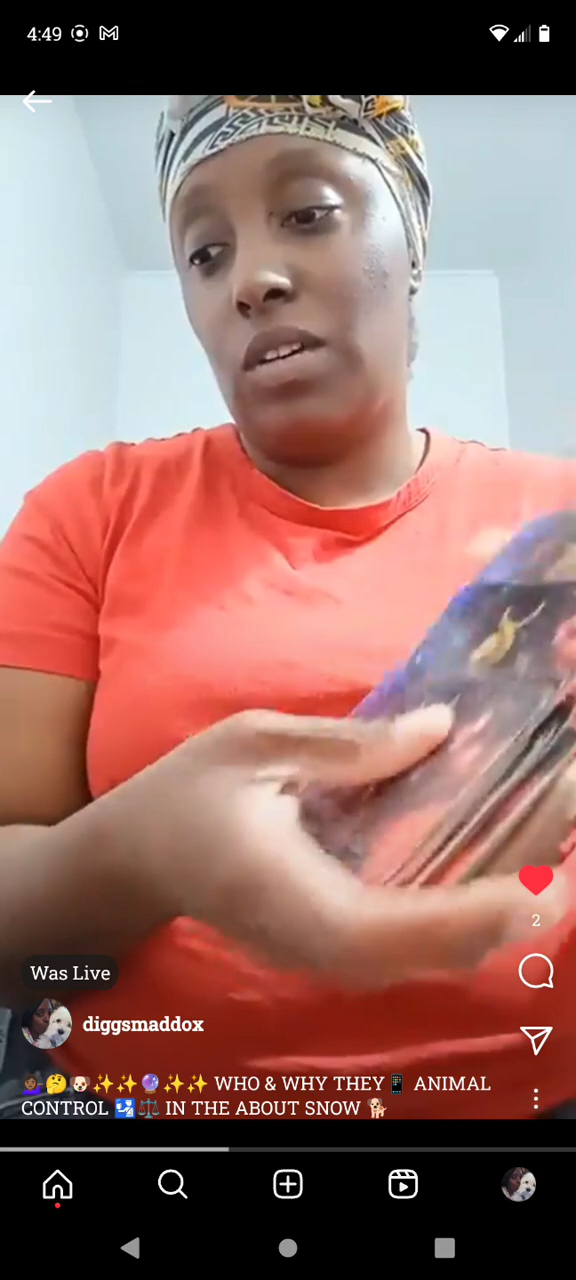 4:49
Was Live
diggsmaddox
2
💁🏾‍♀️🤔🐶✨✨🔮✨✨ WHO & WHY THEY📱 ANIMAL
CONTROL 🛂⚖️ IN THE ABOUT SNOW 🐕